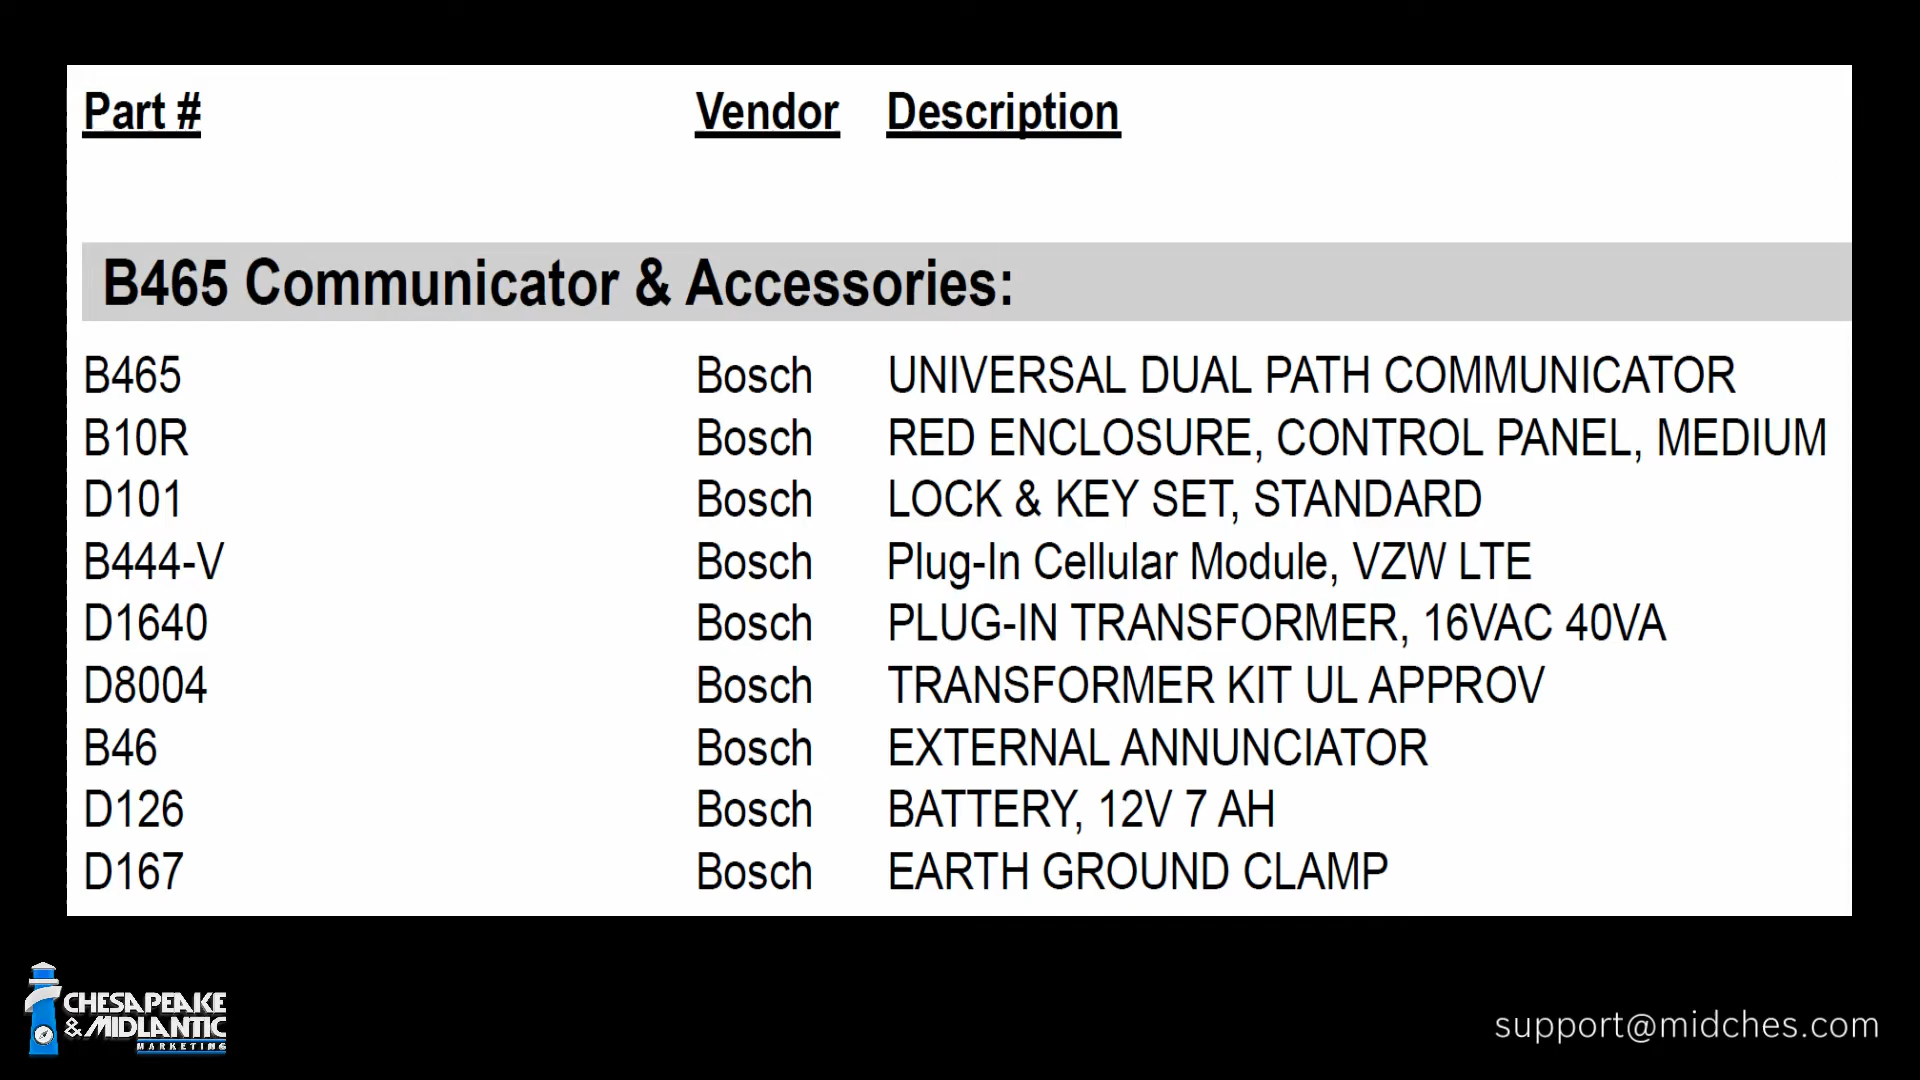 Part # Vendor Description
B465 Communicator & Accessories:
B465 Bosch UNIVERSAL DUAL PATH COMMUNICATOR
B10R Bosch RED ENCLOSURE, CONTROL PANEL, MEDIUM
D101 Bosch LOCK & KEY SET, STANDARD
B444-V Bosch Plug-In Cellular Module, VZW LTE
D1640 Bosch PLUG-IN TRANSFORMER, 16VAC 40VA
D8004 Bosch TRANSFORMER KIT UL APPROV
B46 Bosch EXTERNAL ANNUNCIATOR
D126 Bosch BATTERY, 12V 7 AH
D167 Bosch EARTH GROUND CLAMP
CHESAPEAKE
& MIDLANTIC
MARKETING
support@midches.com